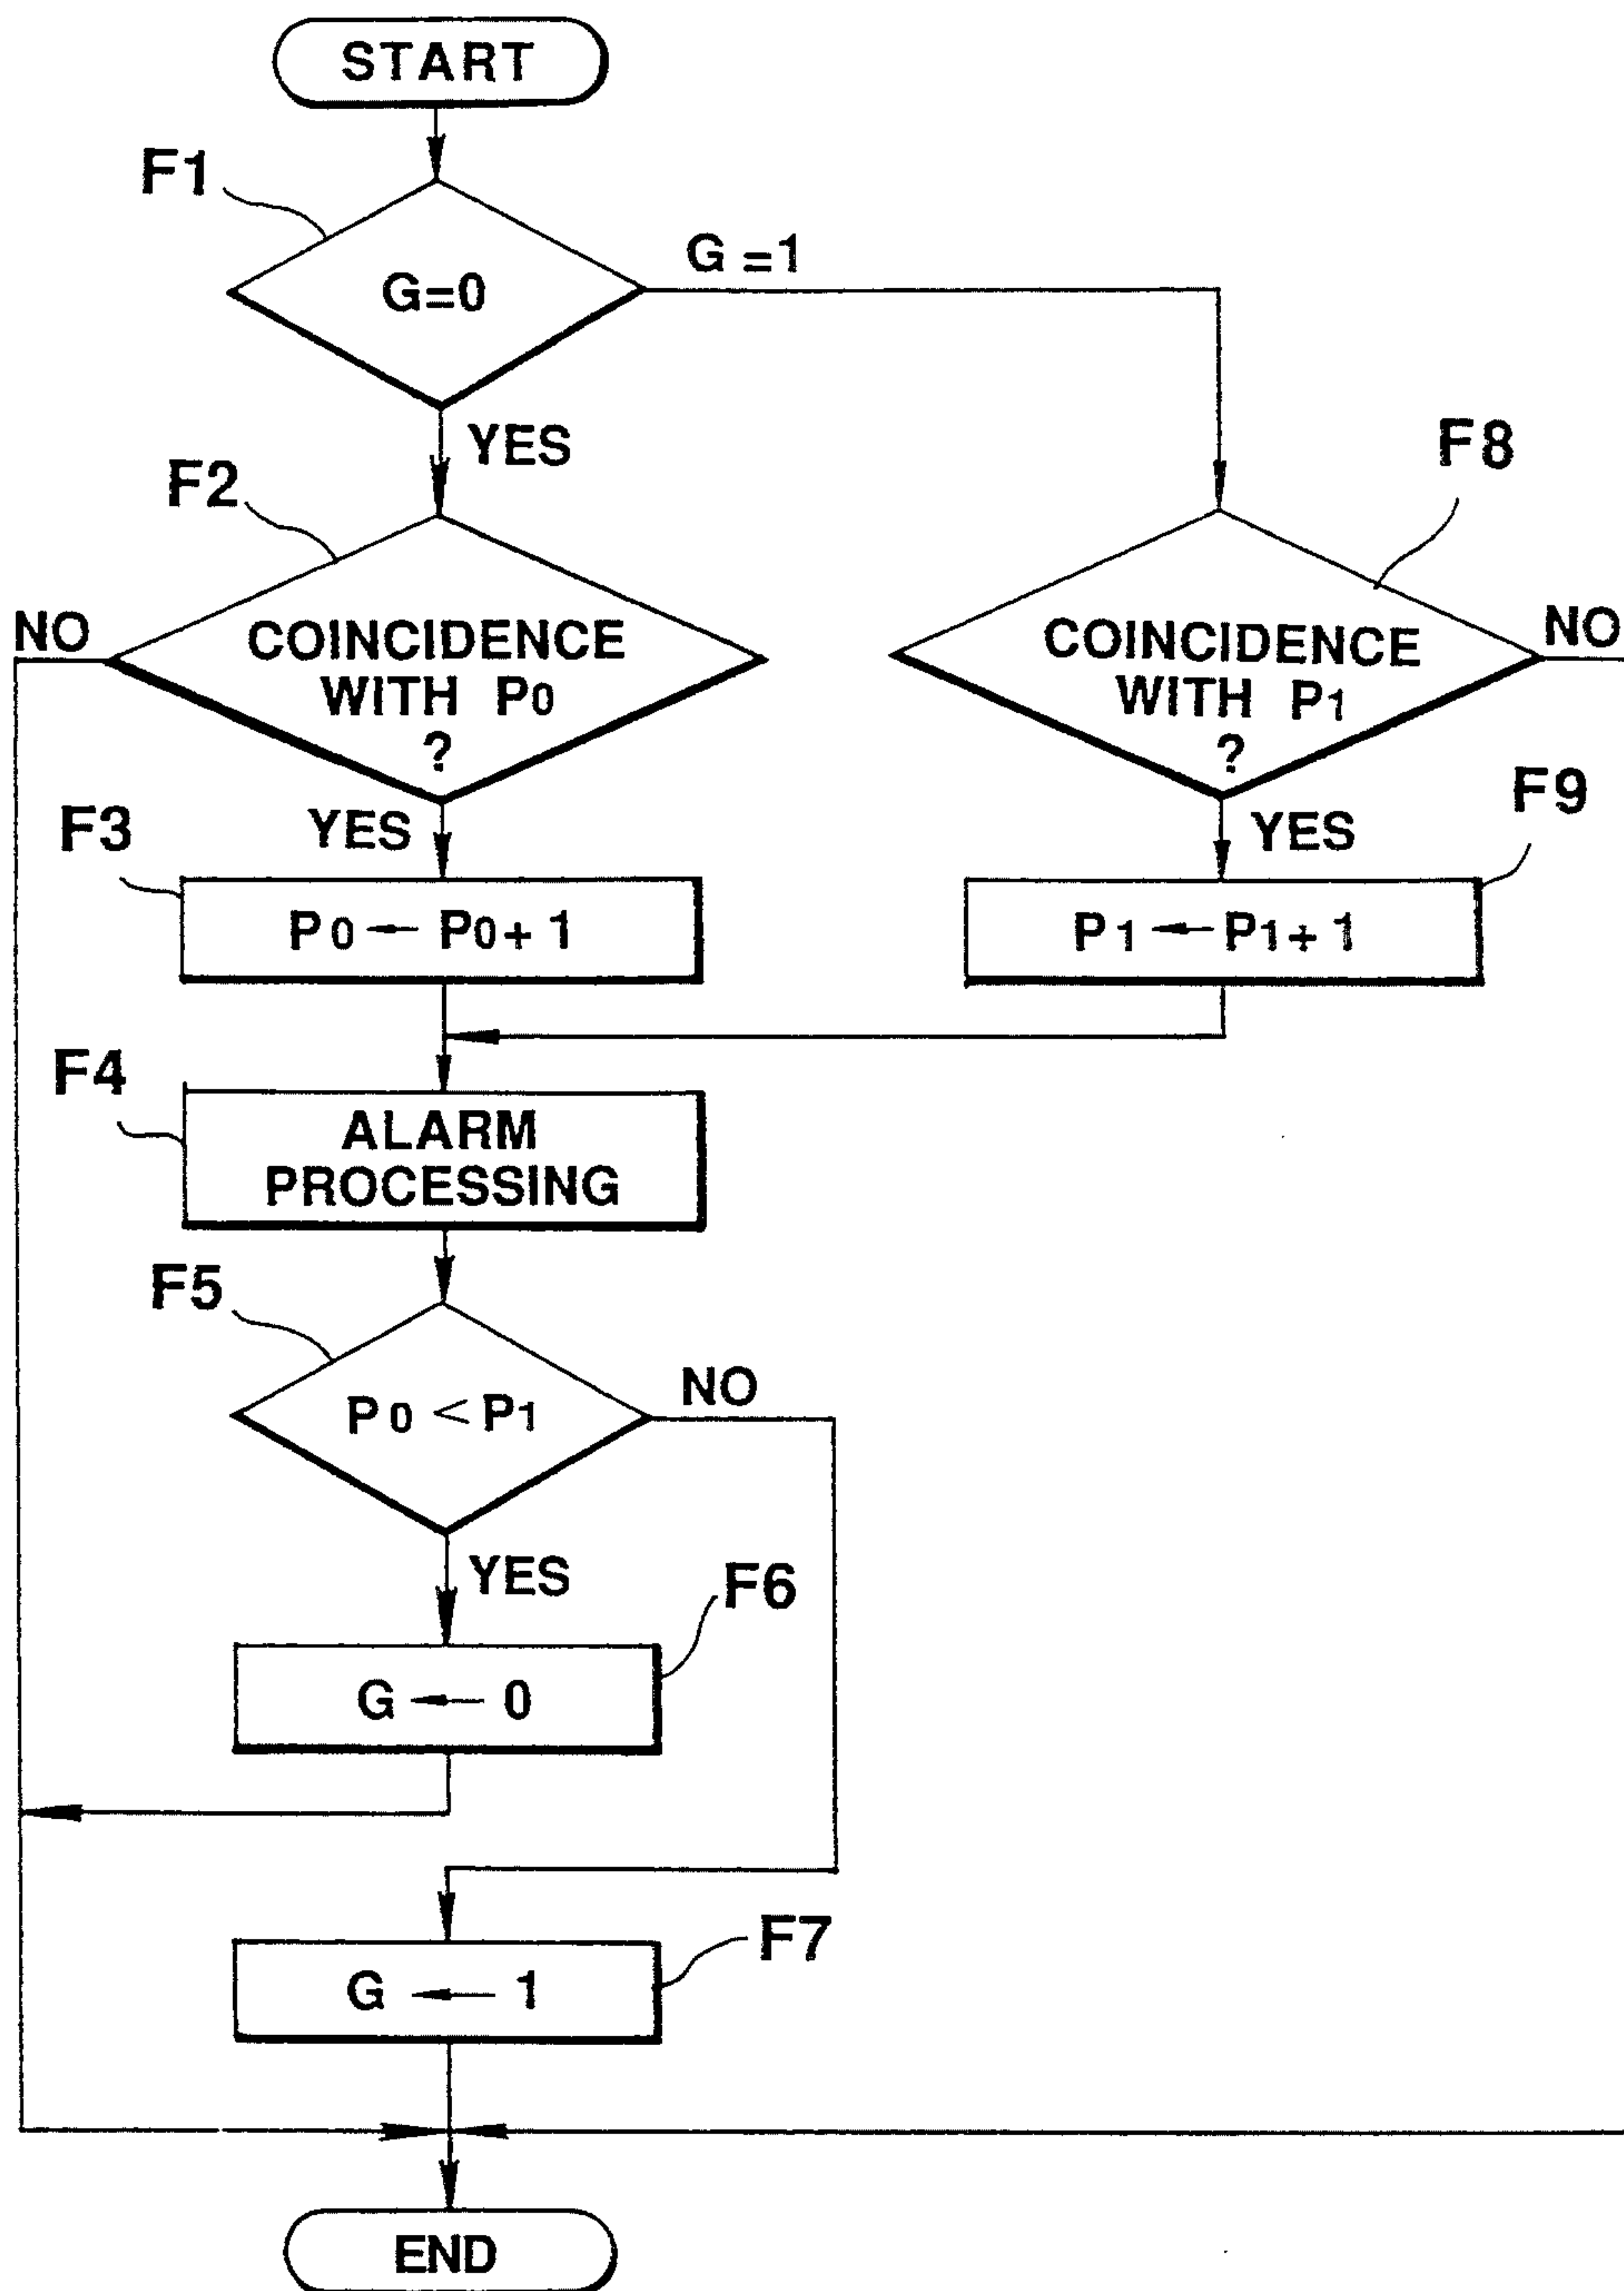 START
F1
G=0
G=1
YES
F2
COINCIDENCE
WITH P0
?
NO
F8
COINCIDENCE
WITH P1
?
NO
YES
F3
P0 ← P0+1
YES
F9
P1 ← P1+1
F4
ALARM
PROCESSING
F5
P0 < P1
NO
YES
F6
G ← 0
F7
G ← 1
END